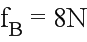 f_B = 8N